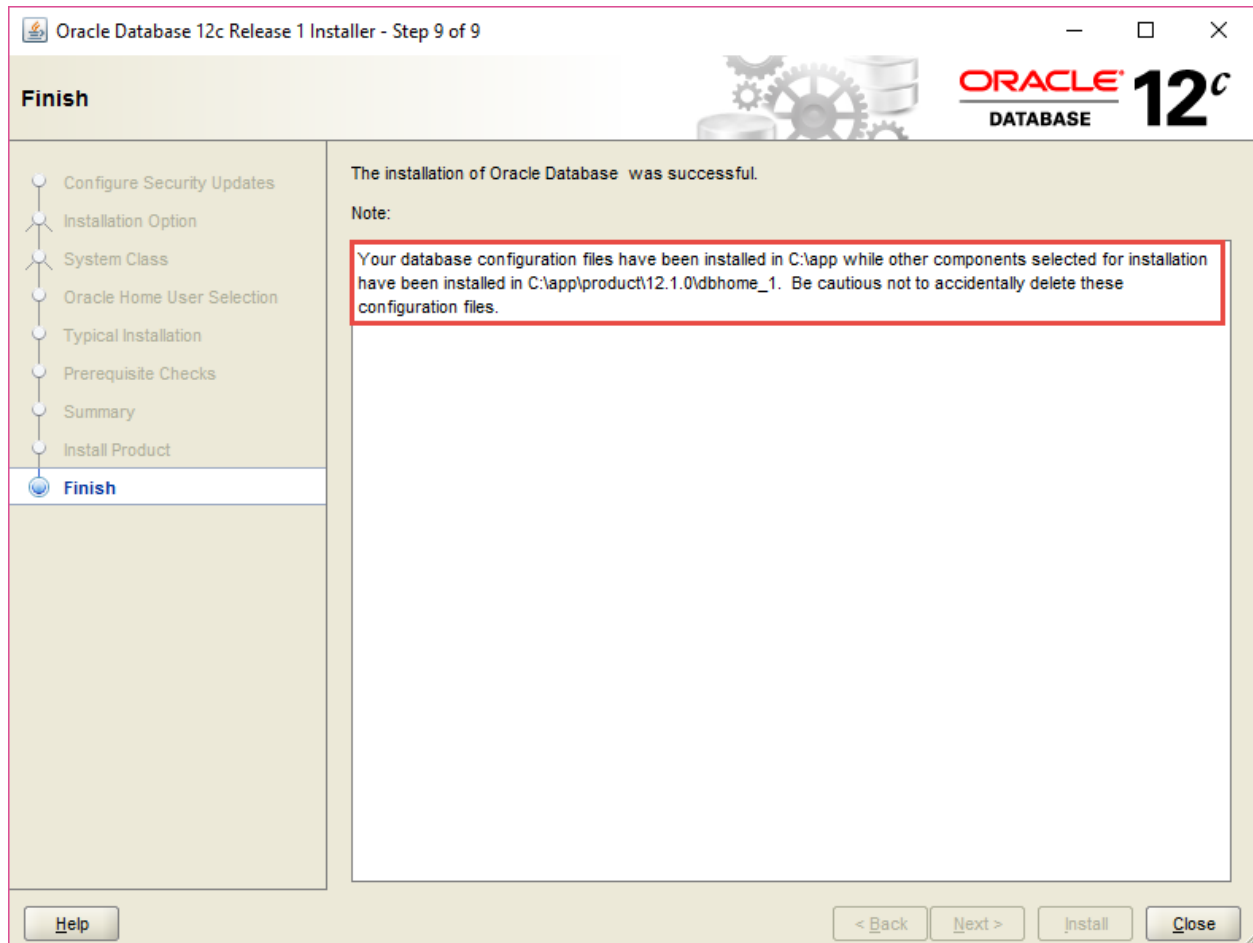 Oracle Database 12c Release 1 Installer - Step 9 of 9
Finish
ORACLE
DATABASE
12c
Configure Security Updates
Installation Option
System Class
Oracle Home User Selection
Typical Installation
Prerequisite Checks
Summary
Install Product
Finish
The installation of Oracle Database  was successful.
Note:
Your database configuration files have been installed in C:\app while other components selected for installation
have been installed in C:\app\product\12.1.0\dbhome_1.  Be cautious not to accidentally delete these
configuration files.
Help
< Back
Next >
Install
Close